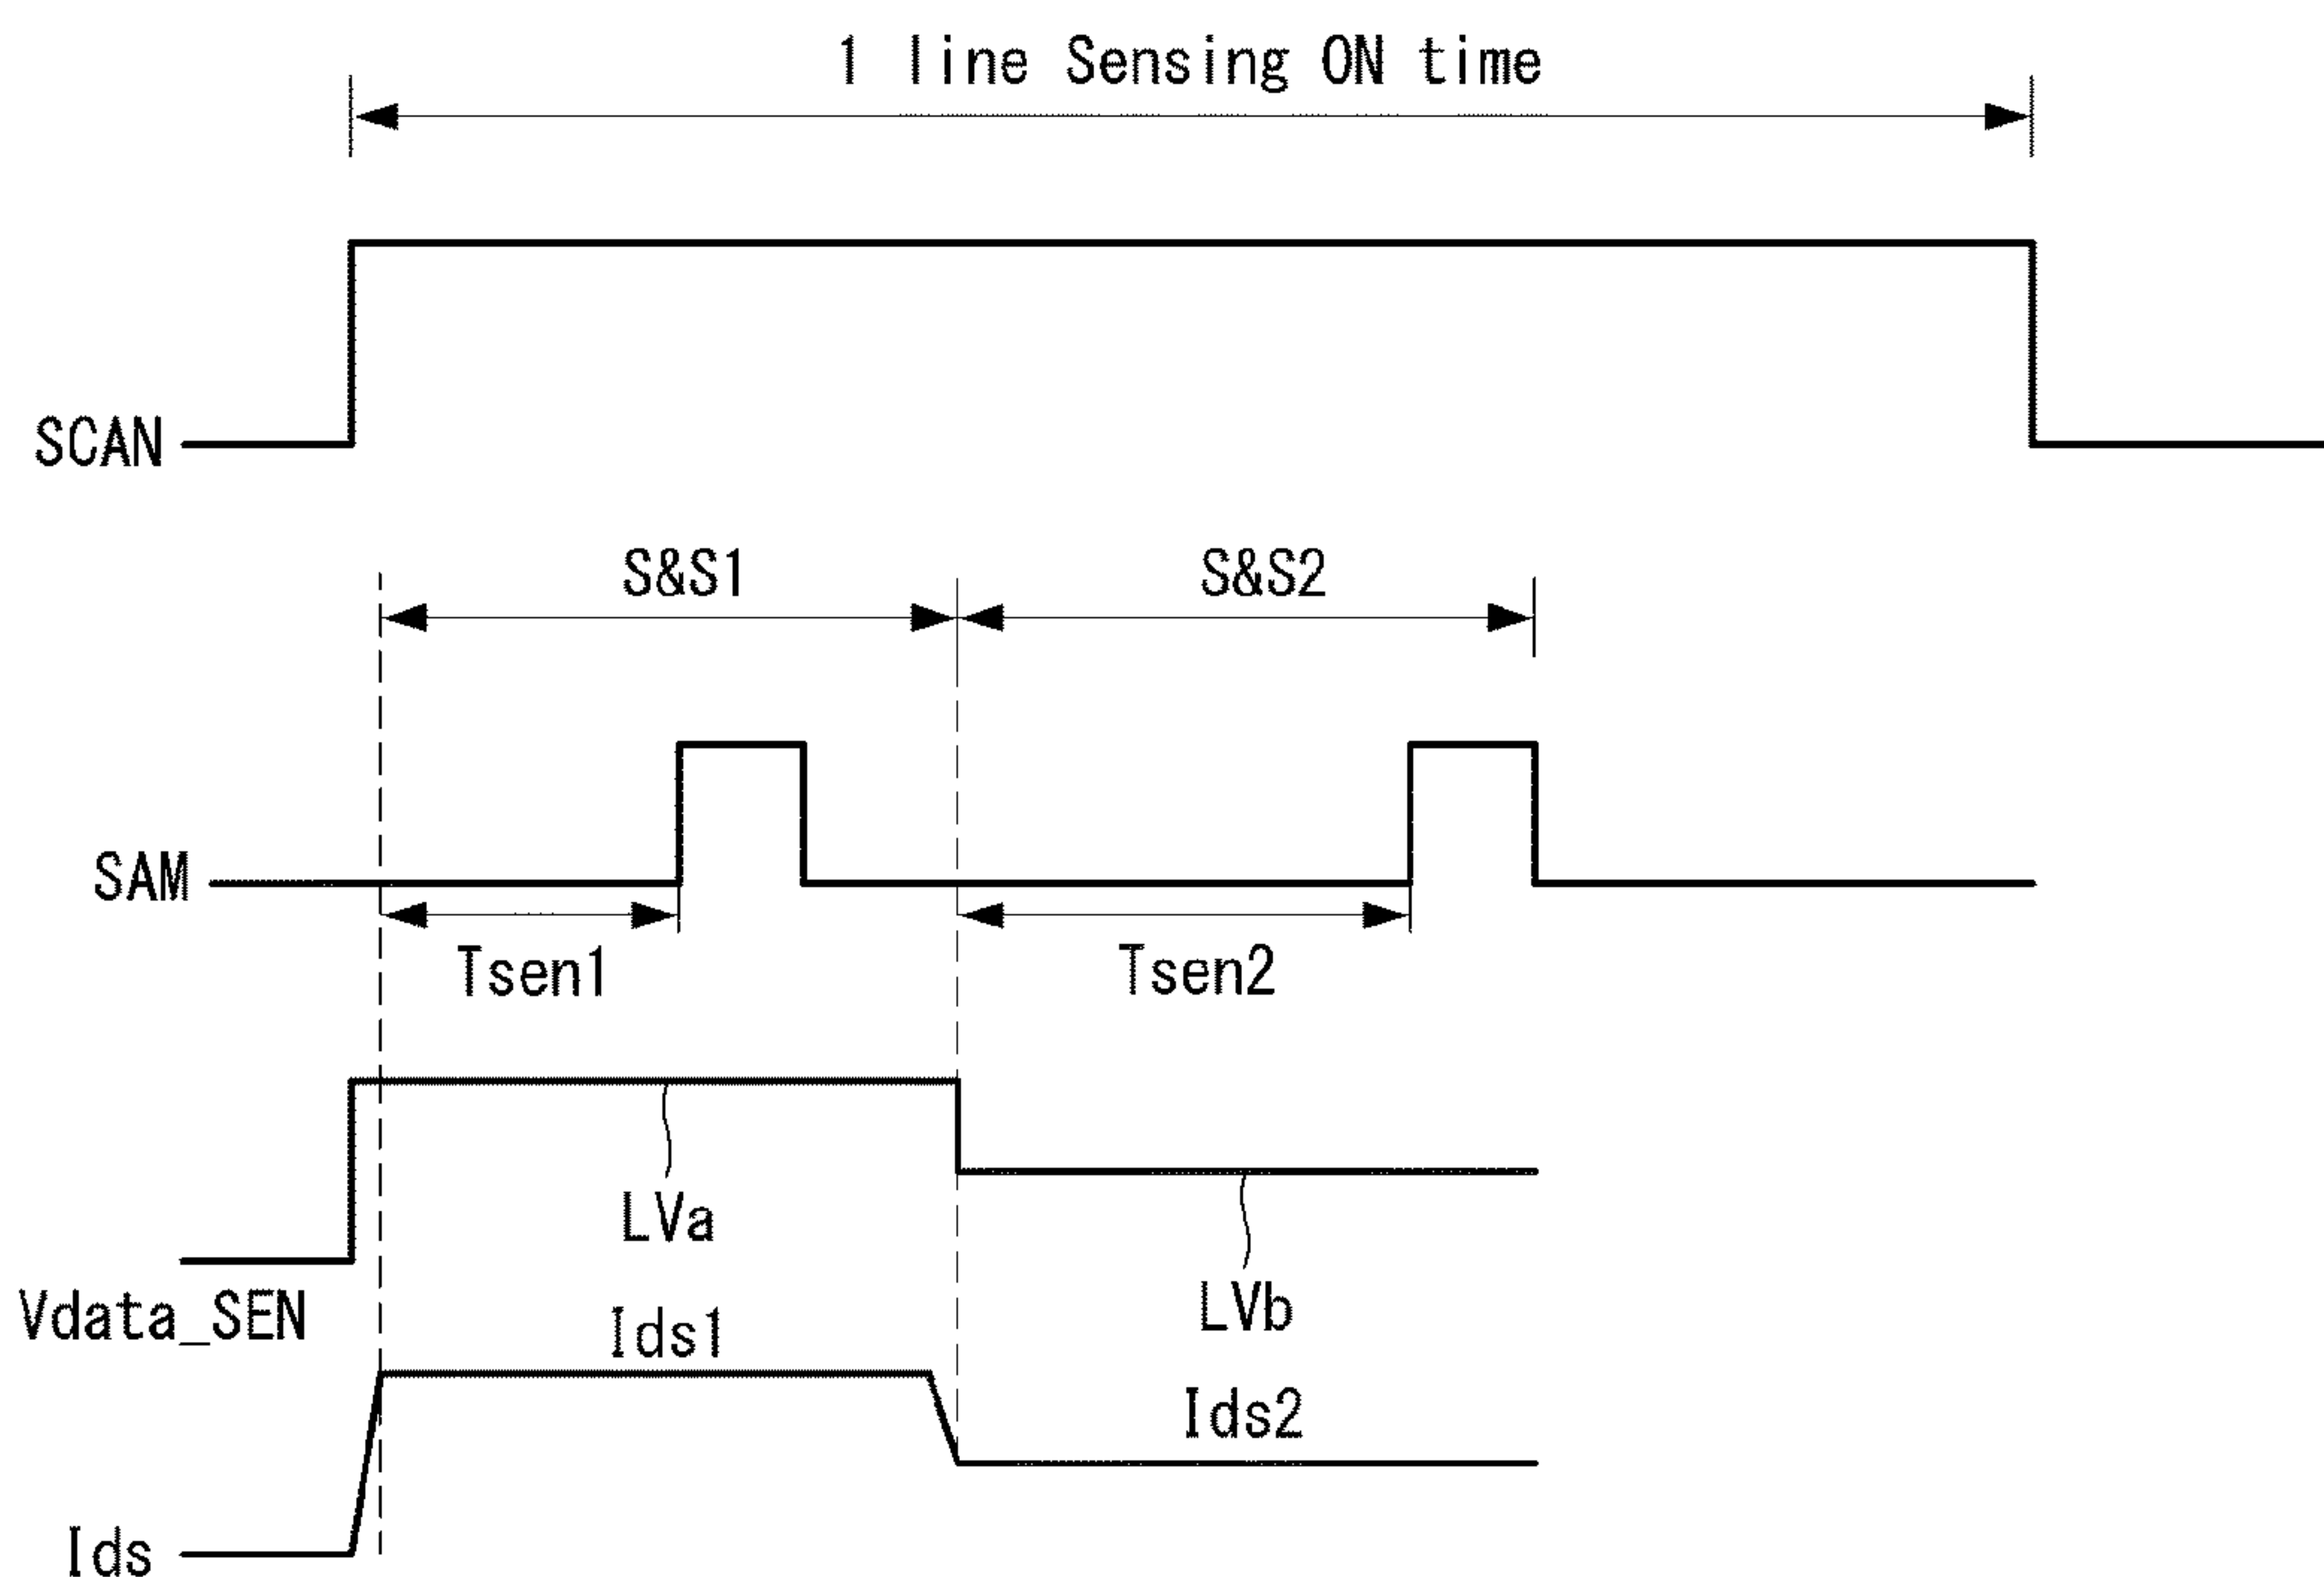 1 line Sensing ON time
SCAN
S&S1
S&S2
SAM
Tsen1
Tsen2
LVa
Vdata_SEN
LVb
Ids1
Ids2
Ids